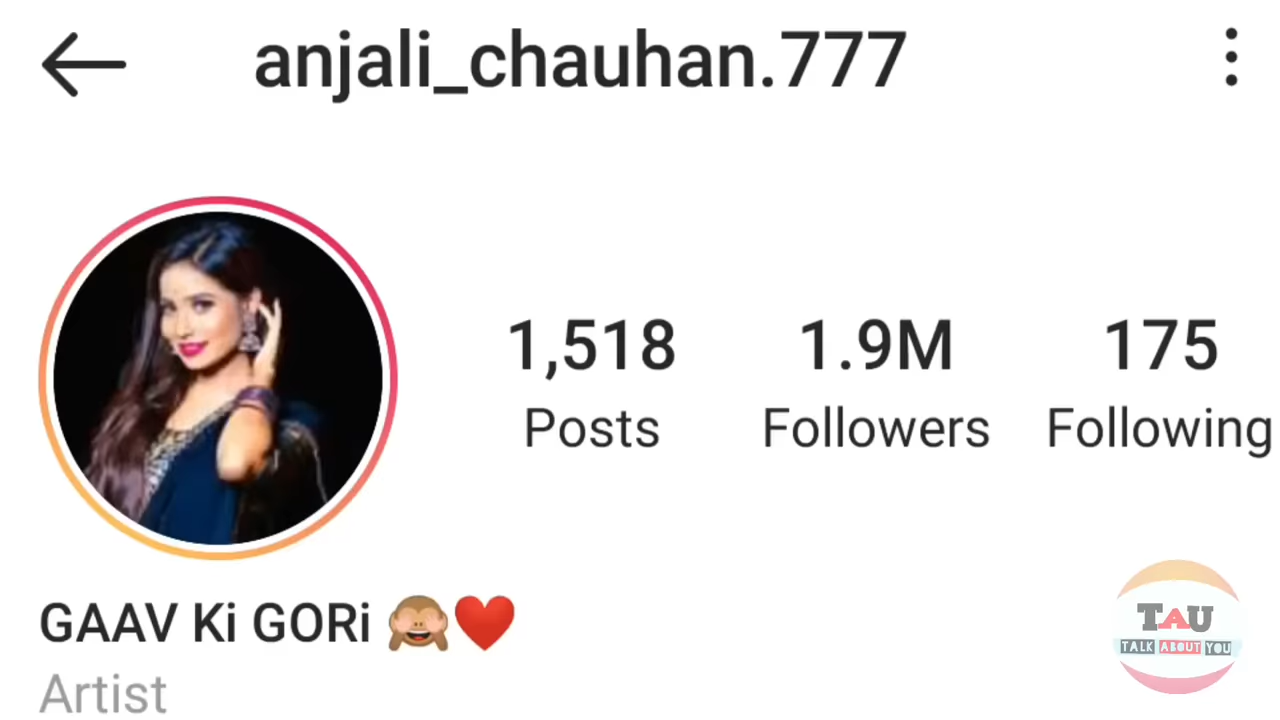 anjali_chauhan.777
1,518 1.9M 175
Posts Followers Following
GAAV Ki GORi 🙈❤️
Artist
TAU
TALK ABOUT YOU